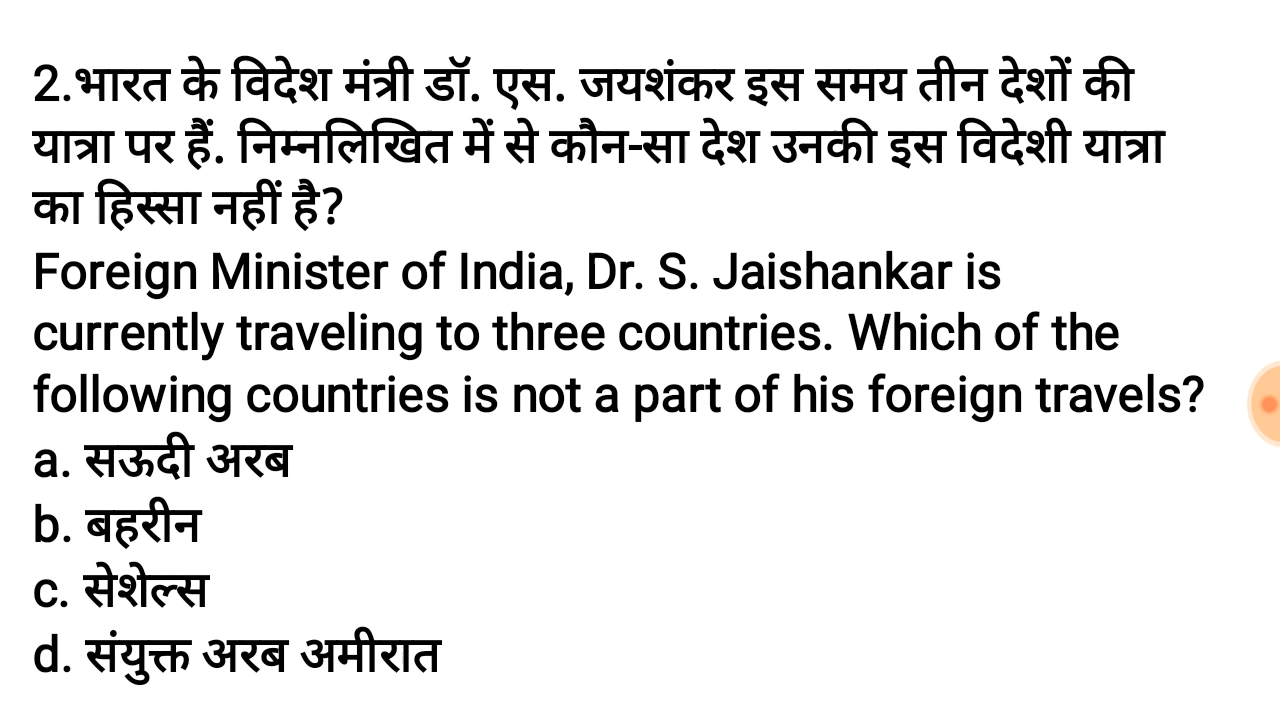 2.भारत के विदेश मंत्री डॉ. एस. जयशंकर इस समय तीन देशों की
यात्रा पर हैं. निम्नलिखित में से कौन-सा देश उनकी इस विदेशी यात्रा
का हिस्सा नहीं है?
Foreign Minister of India, Dr. S. Jaishankar is
currently traveling to three countries. Which of the
following countries is not a part of his foreign travels?
a. सऊदी अरब
b. बहरीन
c. सेशेल्स
d. संयुक्त अरब अमीरात